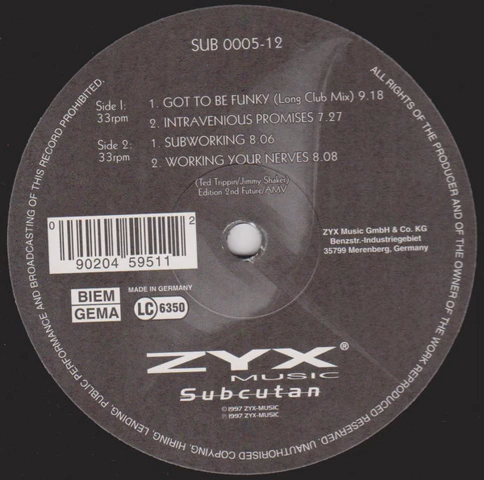 SUB 0005-12
Side 1:
33rpm
1. GOT TO BE FUNKY (Long Club Mix) 9.18
2. INTRAVENIOUS PROMISES 7.27
Side 2:
33rpm
1. SUBWORKING 8.06
2. WORKING YOUR NERVES 8.08
(Ted Trippin/Jimmy Shaker)
Edition 2nd Future/AMV
0 90204 59511 2
ZYX Music GmbH & Co. KG
Benzstr.-Industriegebiet
35799 Merenberg, Germany
BIEM
GEMA
MADE IN GERMANY
LC 6350
ZYX®
MUSIC
Subcutan
© 1997 ZYX-MUSIC
℗ 1997 ZYX-MUSIC
ALL RIGHTS OF THE PRODUCER AND OF THE OWNER OF THE WORK REPRODUCED RESERVED. UNAUTHORISED COPYING, HIRING, LENDING, PUBLIC PERFORMANCE AND BROADCASTING OF THIS RECORD PROHIBITED.